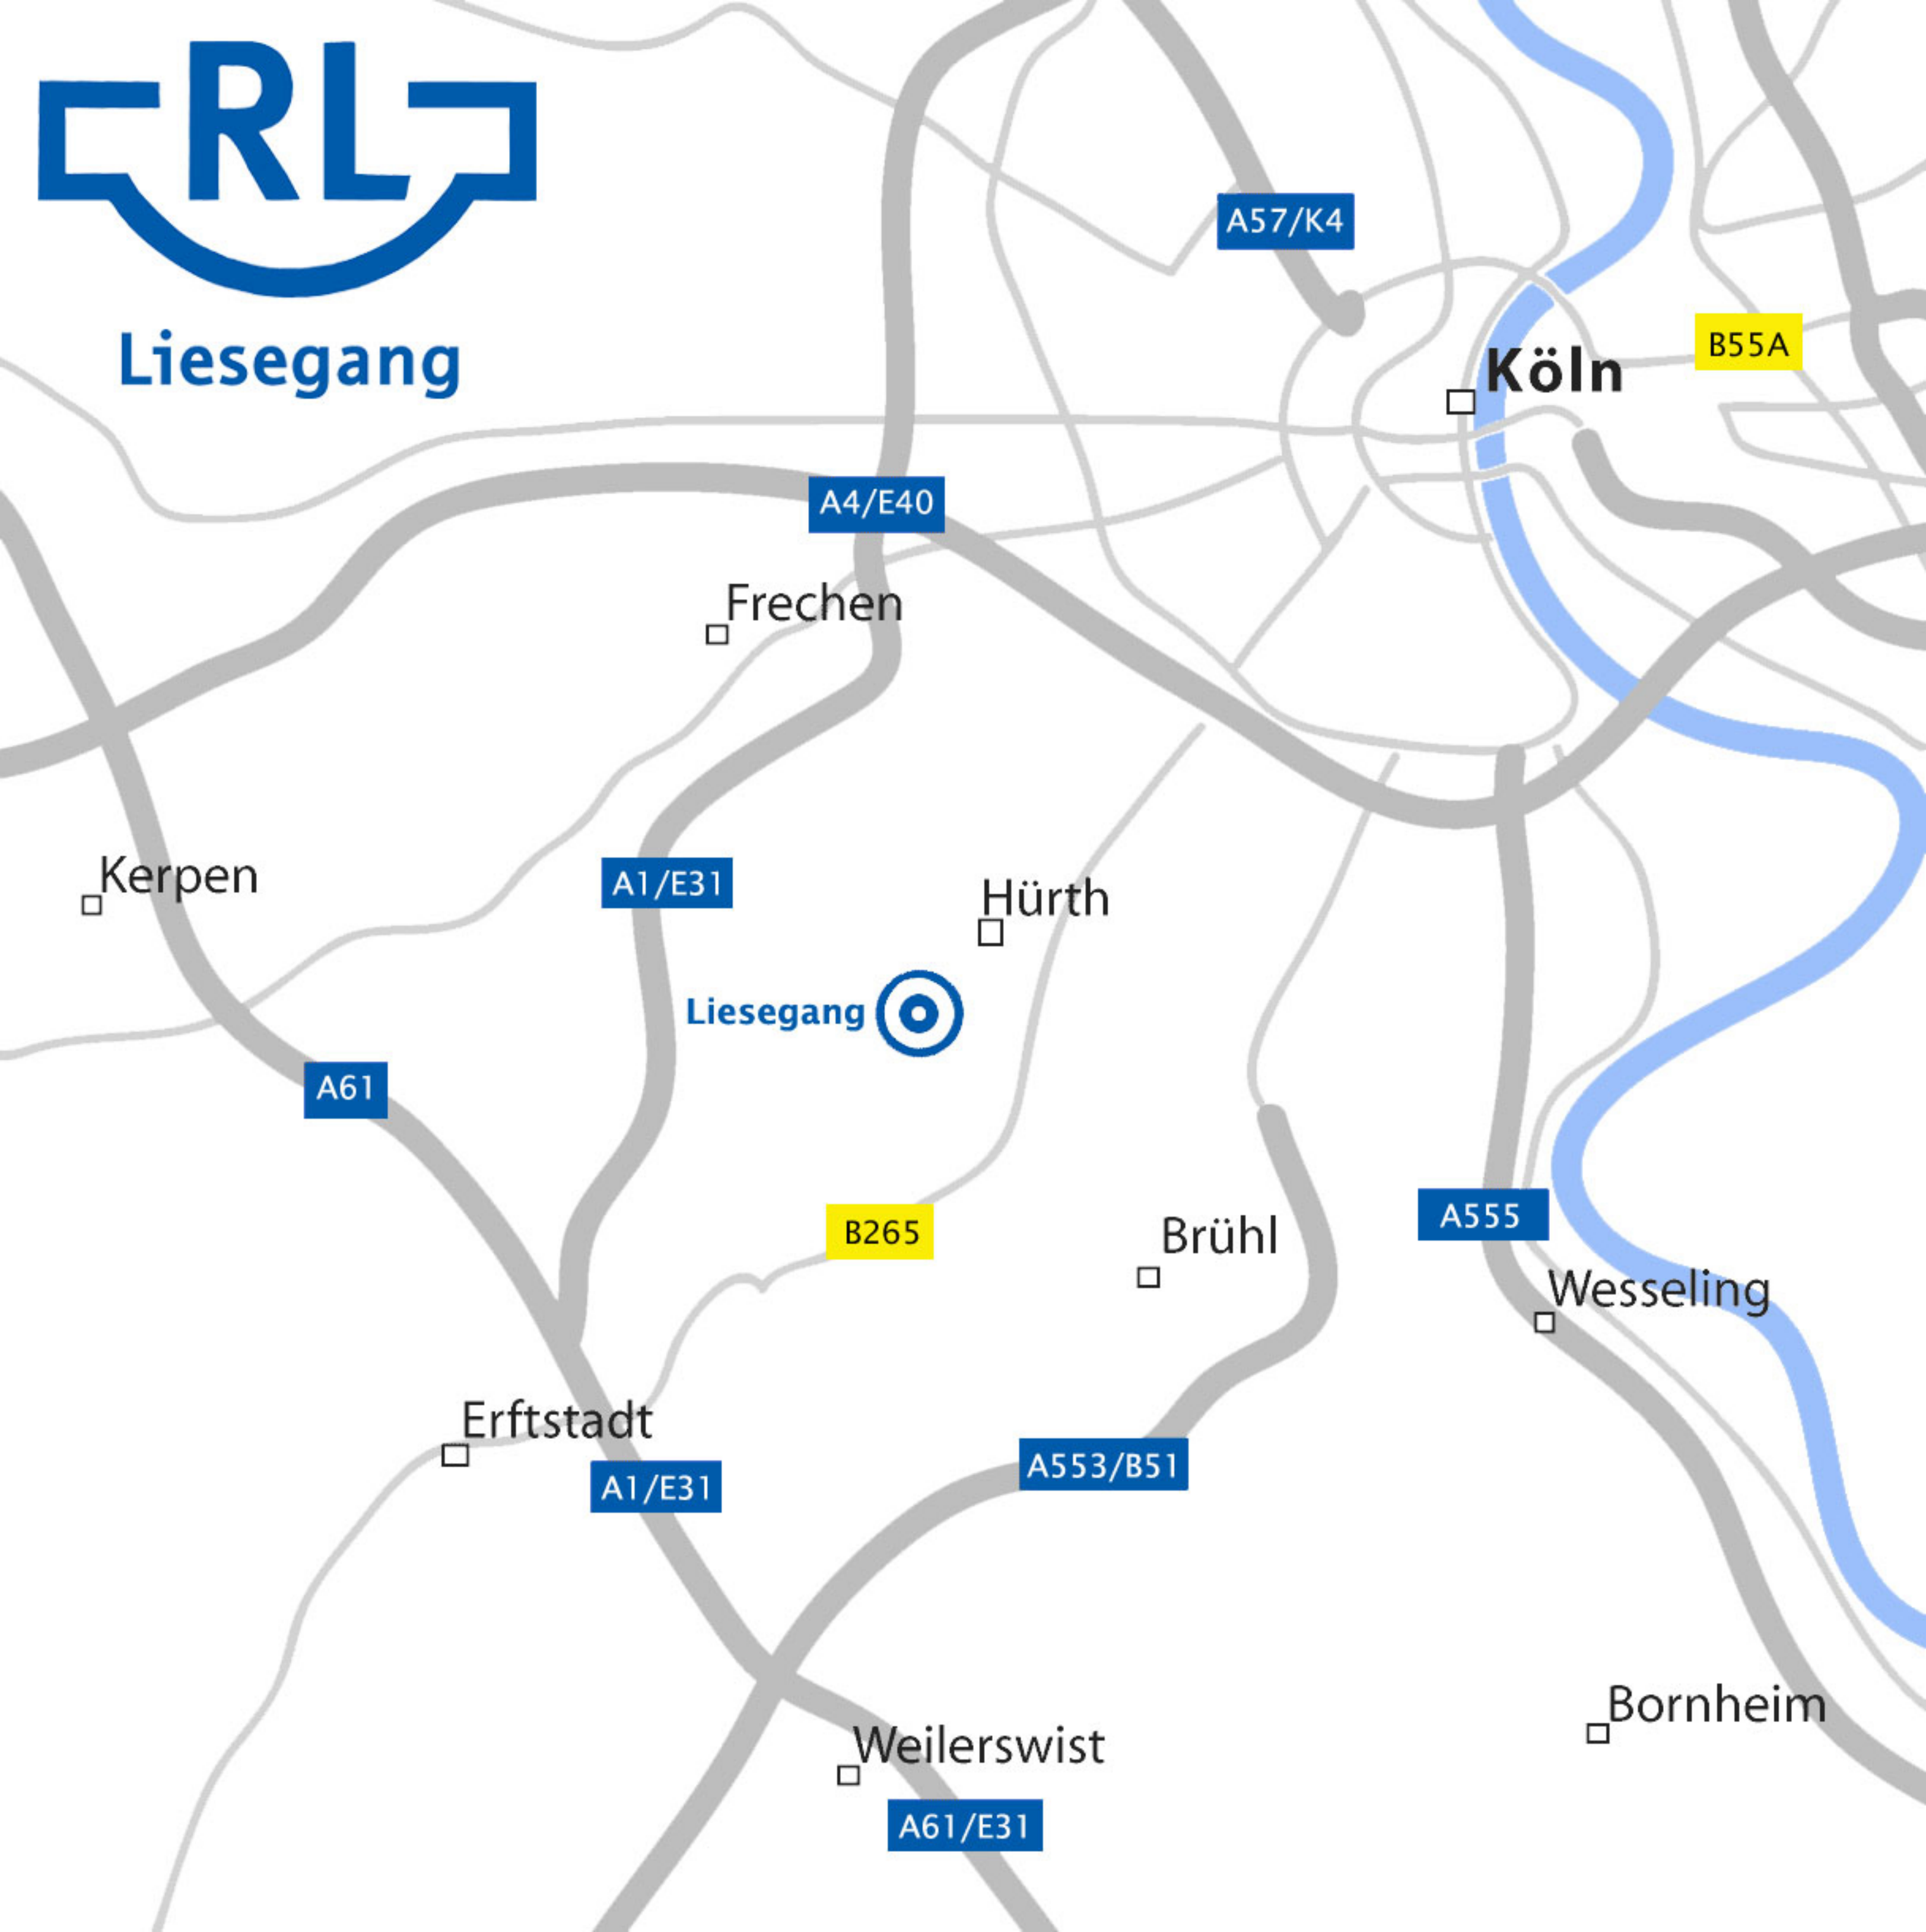 RL
Liesegang
A57/K4
B55A
Köln
A4/E40
Frechen
Kerpen
A1/E31
Hürth
Liesegang
A61
B265
Brühl
A555
Wesseling
Erftstadt
A1/E31
A553/B51
Bornheim
Weilerswist
A61/E31